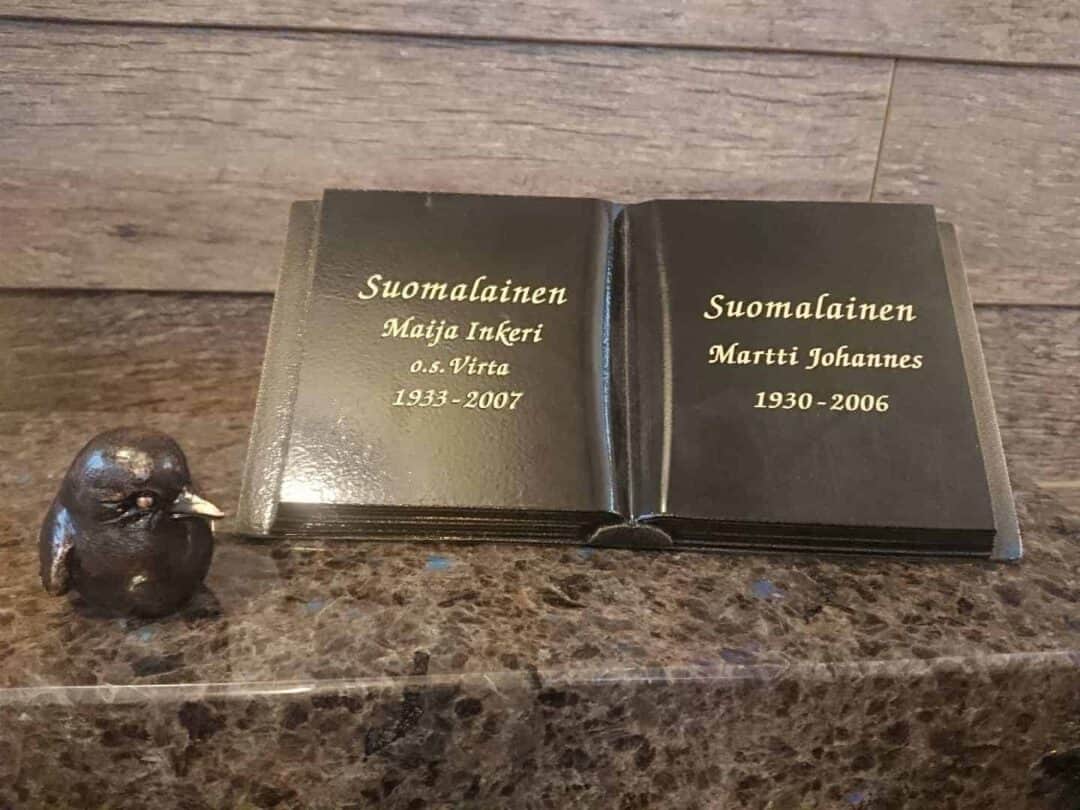 Suomalainen
Maija Inkeri
o.s. Virta
1933-2007
Suomalainen
Martti Johannes
1930-2006